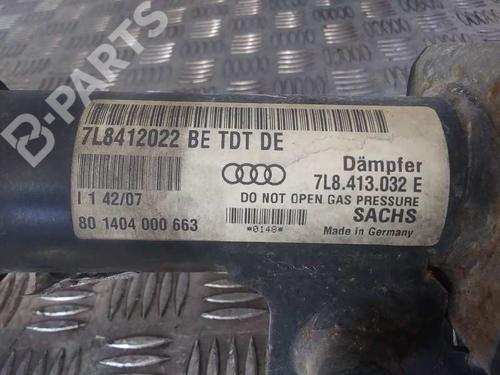 B-PARTS
7L8412022 BE TDT DE
Dämpfer
7L8.413.032 E
I 1 42/07
DO NOT OPEN GAS PRESSURE
SACHS
80 1404 000 663
*0148*
Made in Germany